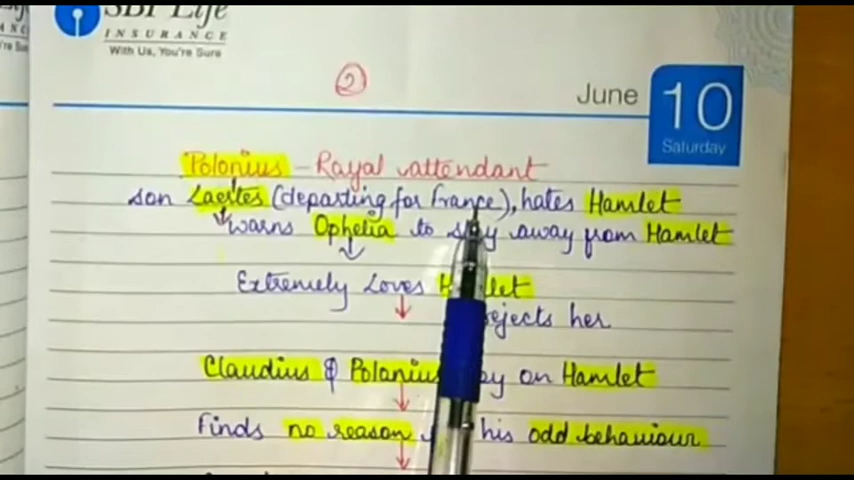 SBI Life
INSURANCE
With Us, You're Sure
2
June 10
Saturday
Polonius - Royal attendant
son Laertes (departing for France), hates Hamlet
warns Ophelia to stay away from Hamlet
Extremely Loves Hamlet
rejects her
Claudius & Polonius spy on Hamlet
Finds no reason his odd behaviour